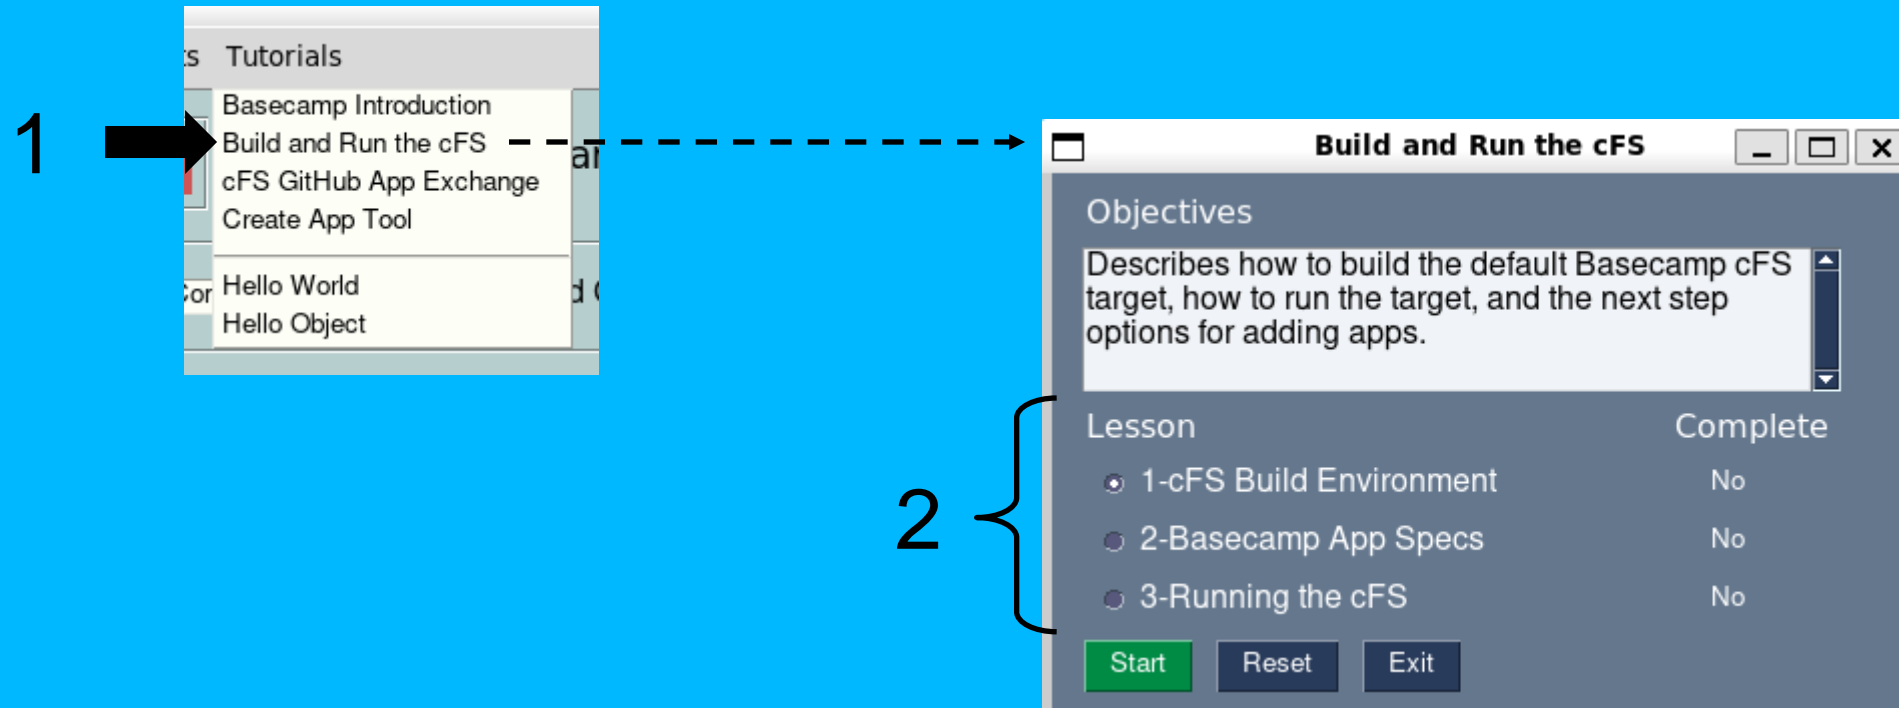 ts Tutorials
Basecamp Introduction
1
Build and Run the cFS
ar
cFS GitHub App Exchange
Create App Tool
Cor
Hello World
d
Hello Object
Build and Run the cFS
Objectives
Describes how to build the default Basecamp cFS
target, how to run the target, and the next step
options for adding apps.
2
Lesson Complete
1-cFS Build Environment No
2-Basecamp App Specs No
3-Running the cFS No
Start Reset Exit